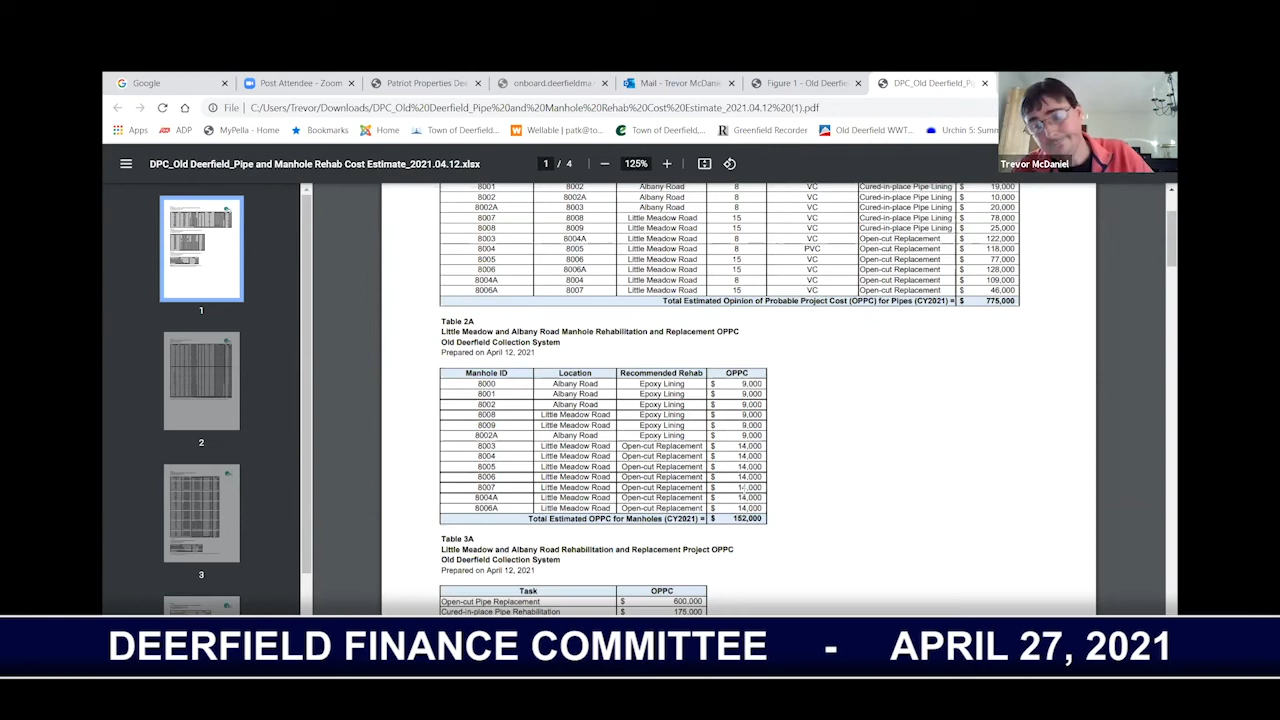 Google
Post Attendee - Zoom
Patriot Properties Dee
onboard.deerfieldma.
Mail - Trevor McDanie
Figure 1 - Old Deerfie
DPC_Old Deerfield_Pi
File | C:/Users/Trevor/Downloads/DPC_Old%20Deerfield_Pipe%20and%20Manhole%20Rehab%20Cost%20Estimate_2021.04.12%20(1).pdf
Apps ADP MyPella - Home Bookmarks Home Town of Deerfield... Wellable | patk@to... Town of Deerfield,... Greenfield Recorder Old Deerfield WWT... Urchin 5: Summ
Trevor McDaniel
DPC_Old Deerfield_Pipe and Manhole Rehab Cost Estimate_2021.04.12.xlsx 1 / 4 125%
1
2
3
8001 8002 Albany Road 8 VC Cured-in-place Pipe Lining $ 19,000
8002 8002A Albany Road 8 VC Cured-in-place Pipe Lining $ 10,000
8002A 8003 Albany Road 8 VC Cured-in-place Pipe Lining $ 20,000
8007 8008 Little Meadow Road 15 VC Cured-in-place Pipe Lining $ 78,000
8008 8009 Little Meadow Road 15 VC Cured-in-place Pipe Lining $ 25,000
8003 8004A Little Meadow Road 8 VC Open-cut Replacement $ 122,000
8004 8005 Little Meadow Road 8 PVC Open-cut Replacement $ 118,000
8005 8006 Little Meadow Road 15 VC Open-cut Replacement $ 77,000
8006 8006A Little Meadow Road 15 VC Open-cut Replacement $ 128,000
8004A 8004 Little Meadow Road 8 VC Open-cut Replacement $ 109,000
8006A 8007 Little Meadow Road 15 VC Open-cut Replacement $ 46,000
Total Estimated Opinion of Probable Project Cost (OPPC) for Pipes (CY2021) = $ 775,000
Table 2A
Little Meadow and Albany Road Manhole Rehabilitation and Replacement OPPC
Old Deerfield Collection System
Prepared on April 12, 2021
Manhole ID Location Recommended Rehab OPPC
8000 Albany Road Epoxy Lining $ 9,000
8001 Albany Road Epoxy Lining $ 9,000
8002 Albany Road Epoxy Lining $ 9,000
8008 Little Meadow Road Epoxy Lining $ 9,000
8009 Little Meadow Road Epoxy Lining $ 9,000
8002A Albany Road Epoxy Lining $ 9,000
8003 Little Meadow Road Open-cut Replacement $ 14,000
8004 Little Meadow Road Open-cut Replacement $ 14,000
8005 Little Meadow Road Open-cut Replacement $ 14,000
8006 Little Meadow Road Open-cut Replacement $ 14,000
8007 Little Meadow Road Open-cut Replacement $ 14,000
8004A Little Meadow Road Open-cut Replacement $ 14,000
8006A Little Meadow Road Open-cut Replacement $ 14,000
Total Estimated OPPC for Manholes (CY2021) = $ 152,000
Table 3A
Little Meadow and Albany Road Rehabilitation and Replacement Project OPPC
Old Deerfield Collection System
Prepared on April 12, 2021
Task OPPC
Open-cut Pipe Replacement $ 600,000
Cured-in-place Pipe Rehabilitation $ 175,000
DEERFIELD FINANCE COMMITTEE - APRIL 27, 2021